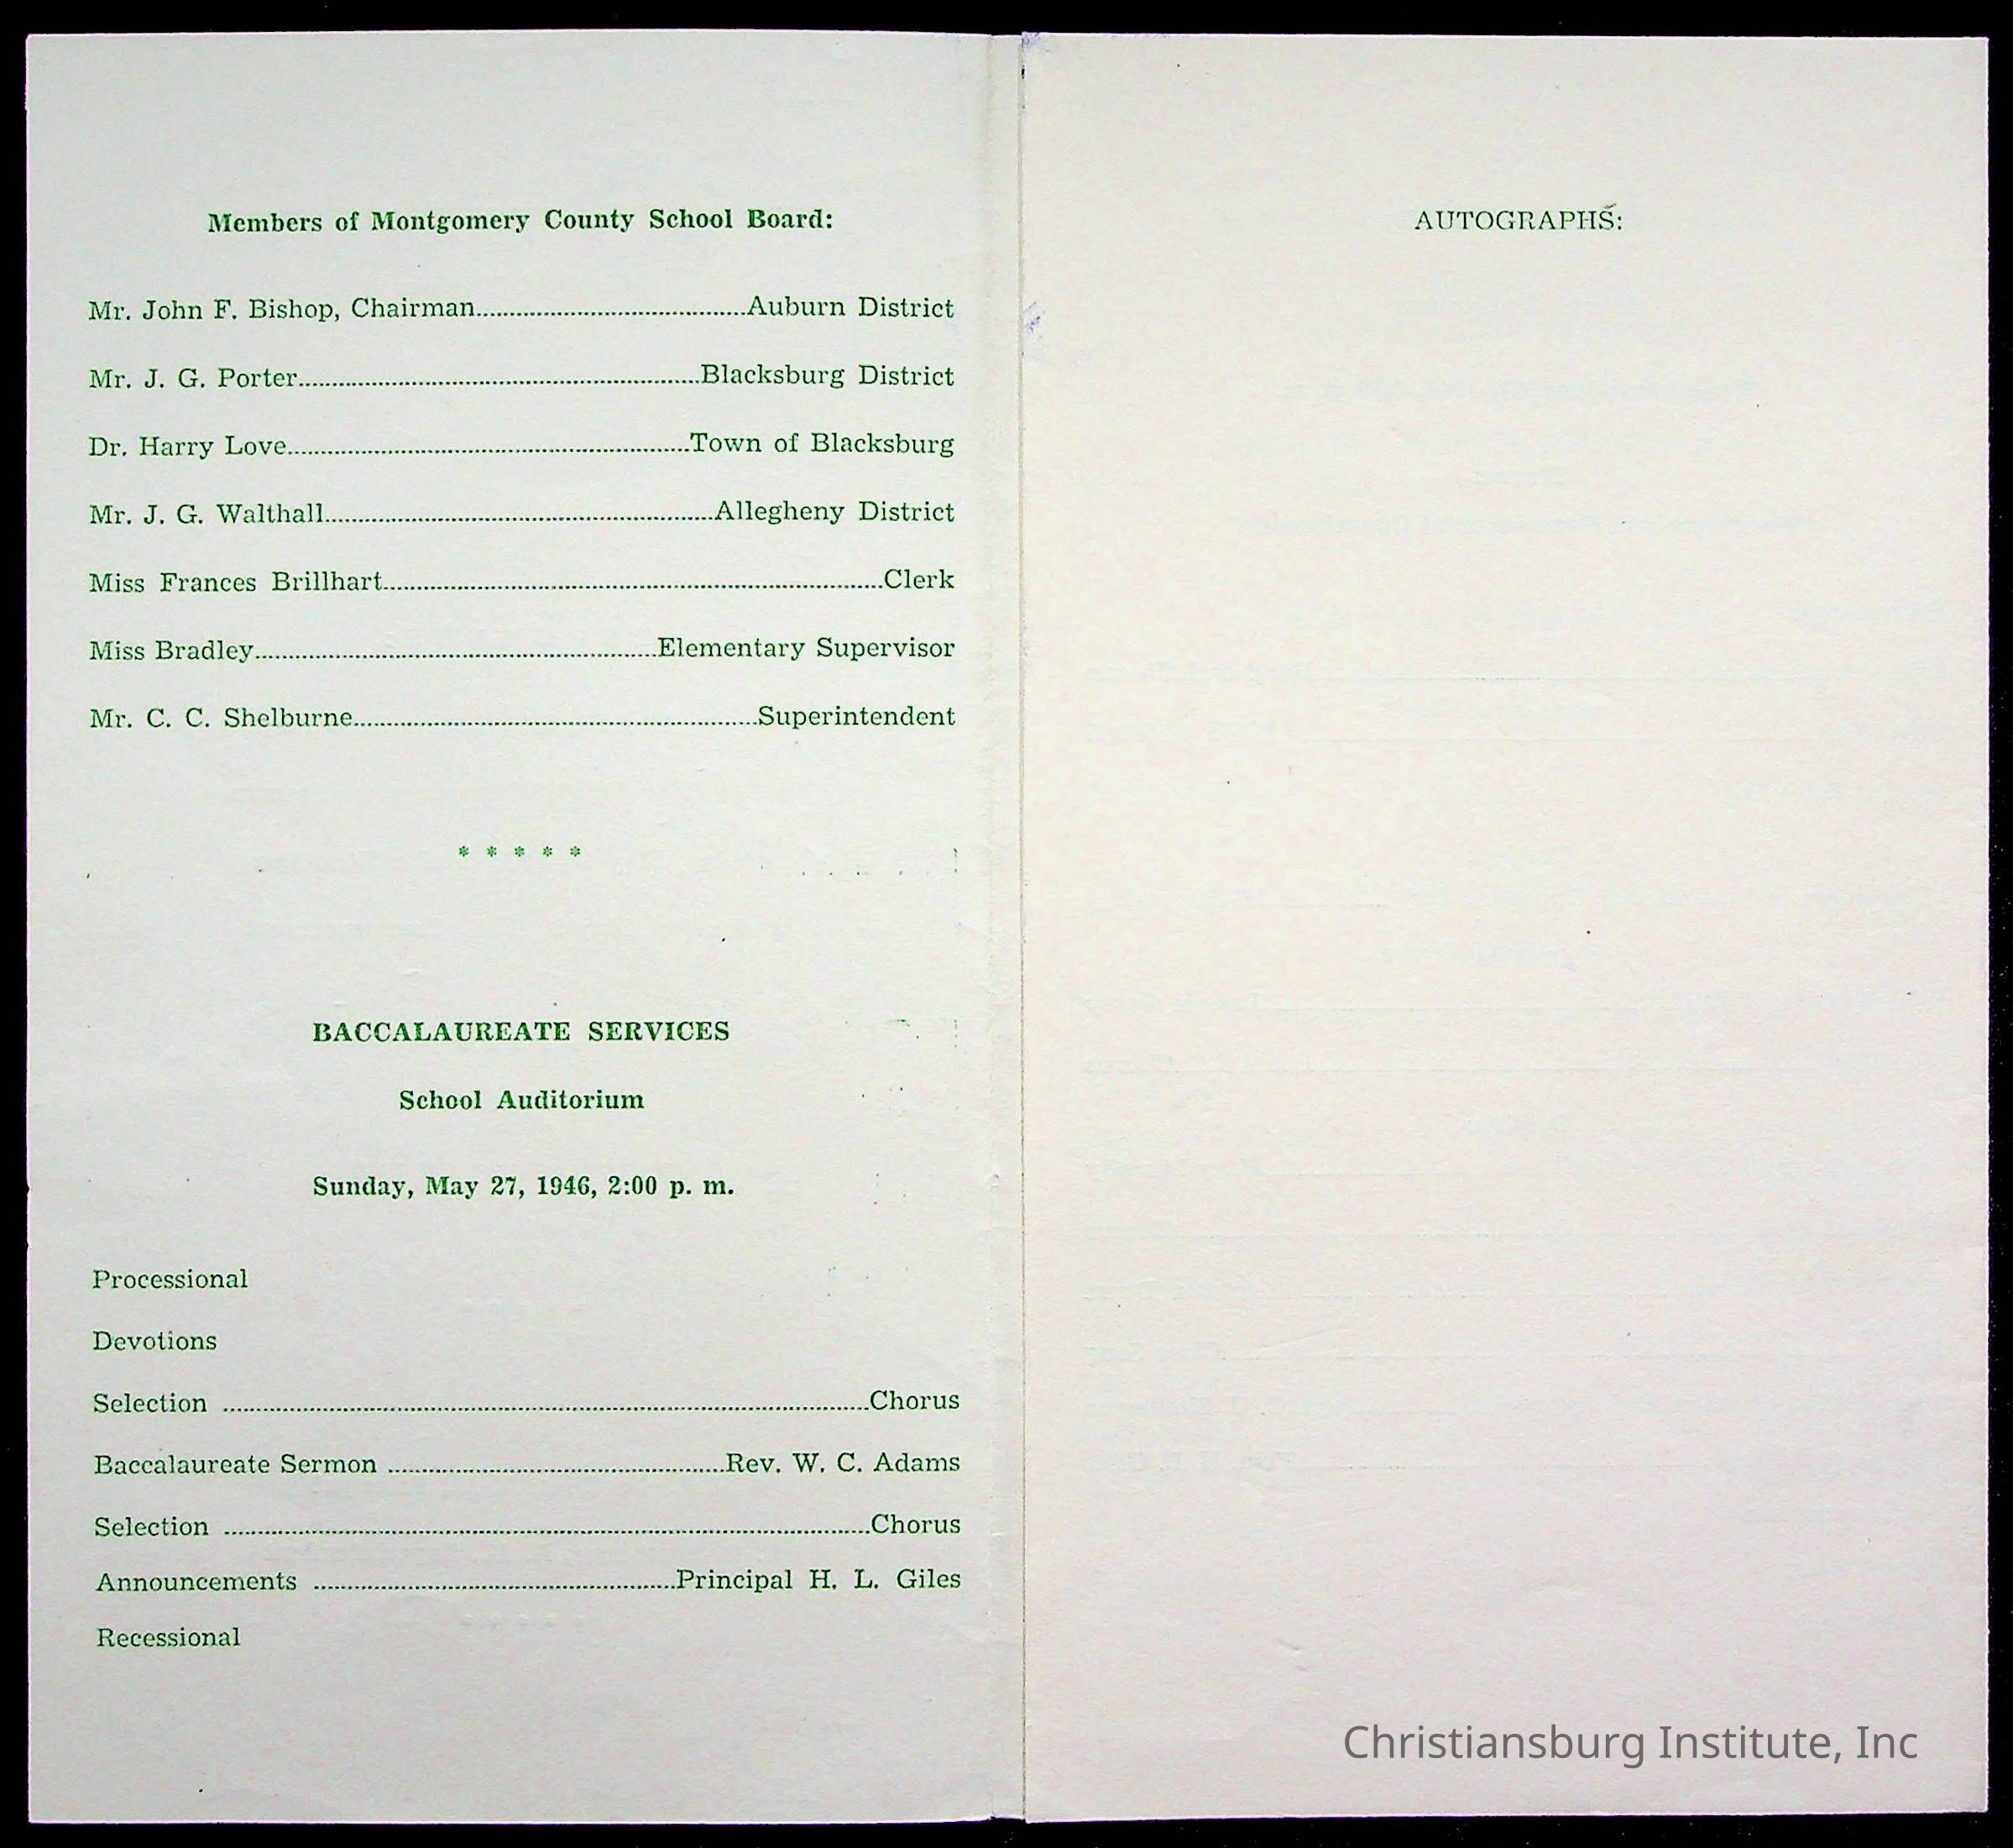 Members of Montgomery County School Board:
Mr. John F. Bishop, Chairman........................................Auburn District
Mr. J. G. Porter............................................................Blacksburg District
Dr. Harry Love............................................................Town of Blacksburg
Mr. J. G. Walthall..........................................................Allegheny District
Miss Frances Brillhart...........................................................................Clerk
Miss Bradley............................................................Elementary Supervisor
Mr. C. C. Shelburne............................................................Superintendent
* * * * *
BACCALAUREATE SERVICES
School Auditorium
Sunday, May 27, 1946, 2:00 p. m.
Processional
Devotions
Selection .................................................................................................Chorus
Baccalaureate Sermon ..................................................Rev. W. C. Adams
Selection .................................................................................................Chorus
Announcements ......................................................Principal H. L. Giles
Recessional
AUTOGRAPHS:
Christiansburg Institute, Inc